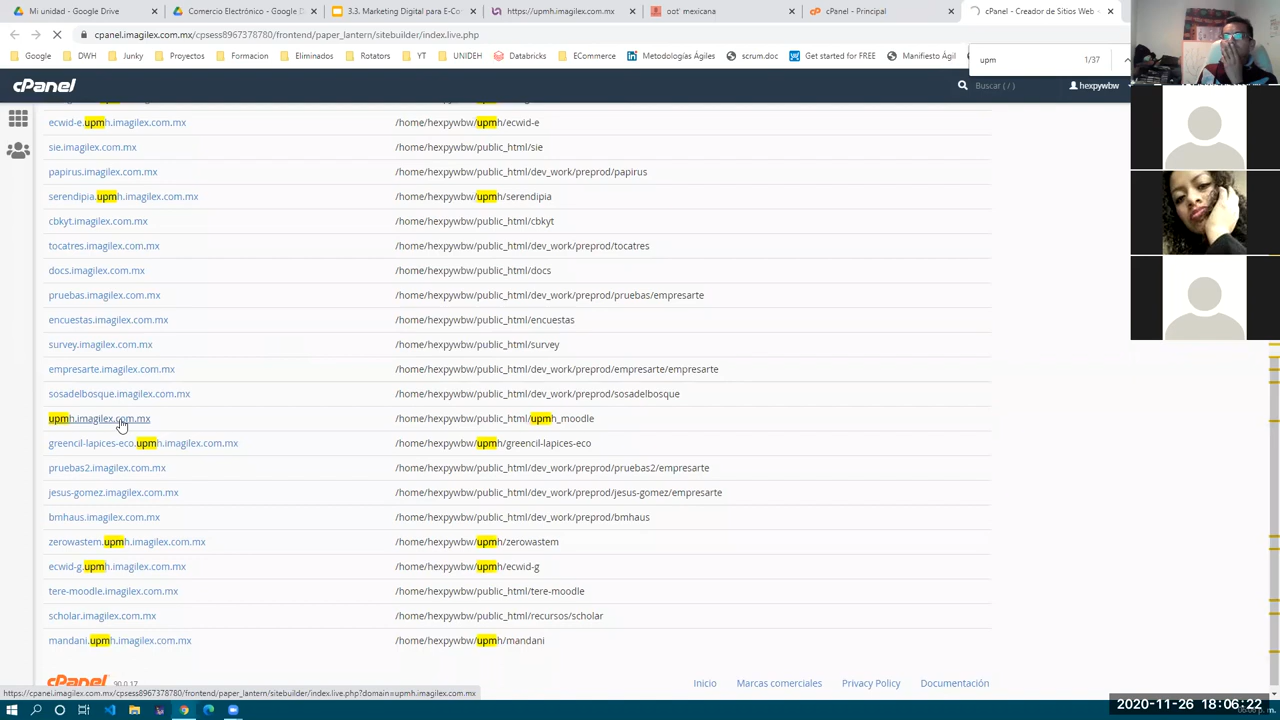 Mi unidad - Google Drive
Comercio Electrónico - Google D
3.3. Marketing Digital para E-Co
https://upmh.imagilex.com.mx
oot' mexicana
cPanel - Principal
cPanel - Creador de Sitios Web
cpanel.imagilex.com.mx/cpsess8967378780/frontend/paper_lantern/sitebuilder/index.live.php
Google
DWH
Junky
Proyectos
Formacion
Eliminados
Rotators
YT
UNIDEH
Databricks
ECommerce
Metodologías Ágiles
scrum.doc
Get started for FREE
Manifiesto Ágil
upm
1/37
cPanel
Buscar ( / )
hexpywbw
ecwid-e.upmh.imagilex.com.mx /home/hexpywbw/upmh/ecwid-e
sie.imagilex.com.mx /home/hexpywbw/public_html/sie
papirus.imagilex.com.mx /home/hexpywbw/public_html/dev_work/preprod/papirus
serendipia.upmh.imagilex.com.mx /home/hexpywbw/upmh/serendipia
cbkyt.imagilex.com.mx /home/hexpywbw/public_html/cbkyt
tocatres.imagilex.com.mx /home/hexpywbw/public_html/dev_work/preprod/tocatres
docs.imagilex.com.mx /home/hexpywbw/public_html/docs
pruebas.imagilex.com.mx /home/hexpywbw/public_html/dev_work/preprod/pruebas/empresarte
encuestas.imagilex.com.mx /home/hexpywbw/public_html/encuestas
survey.imagilex.com.mx /home/hexpywbw/public_html/survey
empresarte.imagilex.com.mx /home/hexpywbw/public_html/dev_work/preprod/empresarte/empresarte
sosadelbosque.imagilex.com.mx /home/hexpywbw/public_html/dev_work/preprod/sosadelbosque
upmh.imagilex.com.mx /home/hexpywbw/public_html/upmh_moodle
greencil-lapices-eco.upmh.imagilex.com.mx /home/hexpywbw/upmh/greencil-lapices-eco
pruebas2.imagilex.com.mx /home/hexpywbw/public_html/dev_work/preprod/pruebas2/empresarte
jesus-gomez.imagilex.com.mx /home/hexpywbw/public_html/dev_work/preprod/jesus-gomez/empresarte
bmhaus.imagilex.com.mx /home/hexpywbw/public_html/dev_work/preprod/bmhaus
zerowastem.upmh.imagilex.com.mx /home/hexpywbw/upmh/zerowastem
ecwid-g.upmh.imagilex.com.mx /home/hexpywbw/upmh/ecwid-g
tere-moodle.imagilex.com.mx /home/hexpywbw/public_html/tere-moodle
scholar.imagilex.com.mx /home/hexpywbw/public_html/recursos/scholar
mandani.upmh.imagilex.com.mx /home/hexpywbw/upmh/mandani
cPanel 90.0.17
Inicio
Marcas comerciales
Privacy Policy
Documentación
https://cpanel.imagilex.com.mx/cpsess8967378780/frontend/paper_lantern/sitebuilder/index.live.php?domain=upmh.imagilex.com.mx
2020-11-26 18:06:22